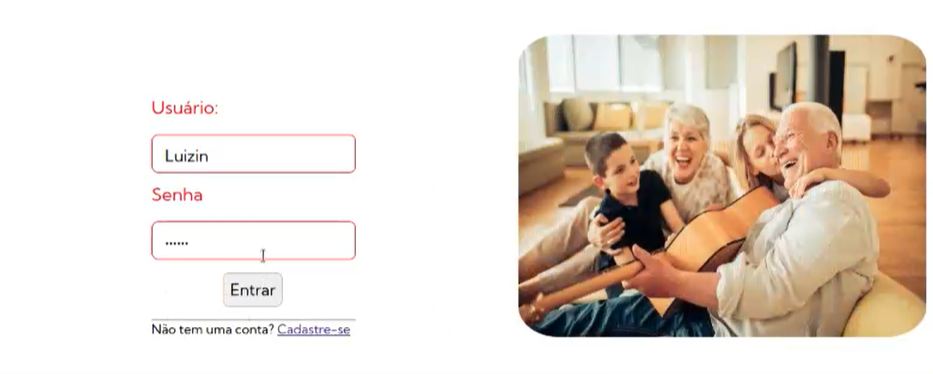 Usuário:
Luizin
Senha
••••••
Entrar
Não tem uma conta? Cadastre-se